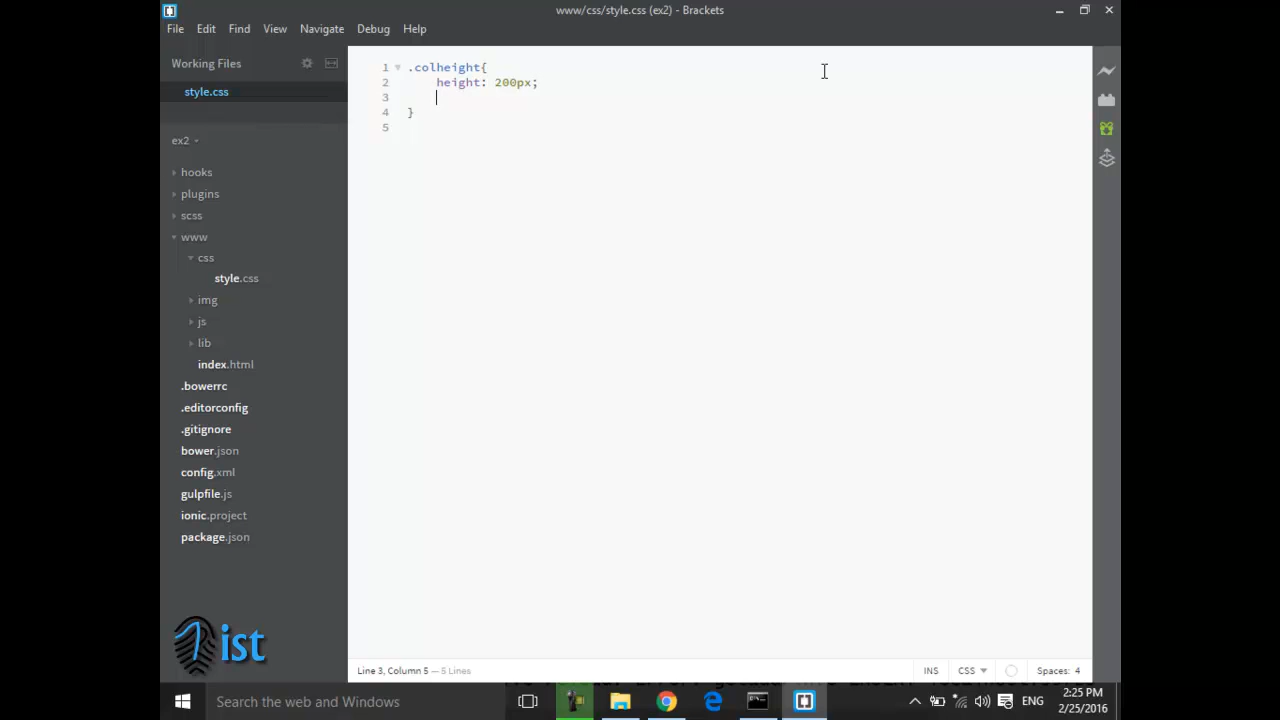 www/css/style.css (ex2) - Brackets
File Edit Find View Navigate Debug Help
Working Files
style.css
ex2
hooks
plugins
scss
www
css
style.css
img
js
lib
index.html
.bowerrc
.editorconfig
.gitignore
bower.json
config.xml
gulpfile.js
ionic.project
package.json
1 .colheight{
2 height: 200px;
3
4 }
5
ist
Line 3, Column 5 — 5 Lines
INS CSS Spaces: 4
Search the web and Windows
ENG
2:25 PM
2/25/2016